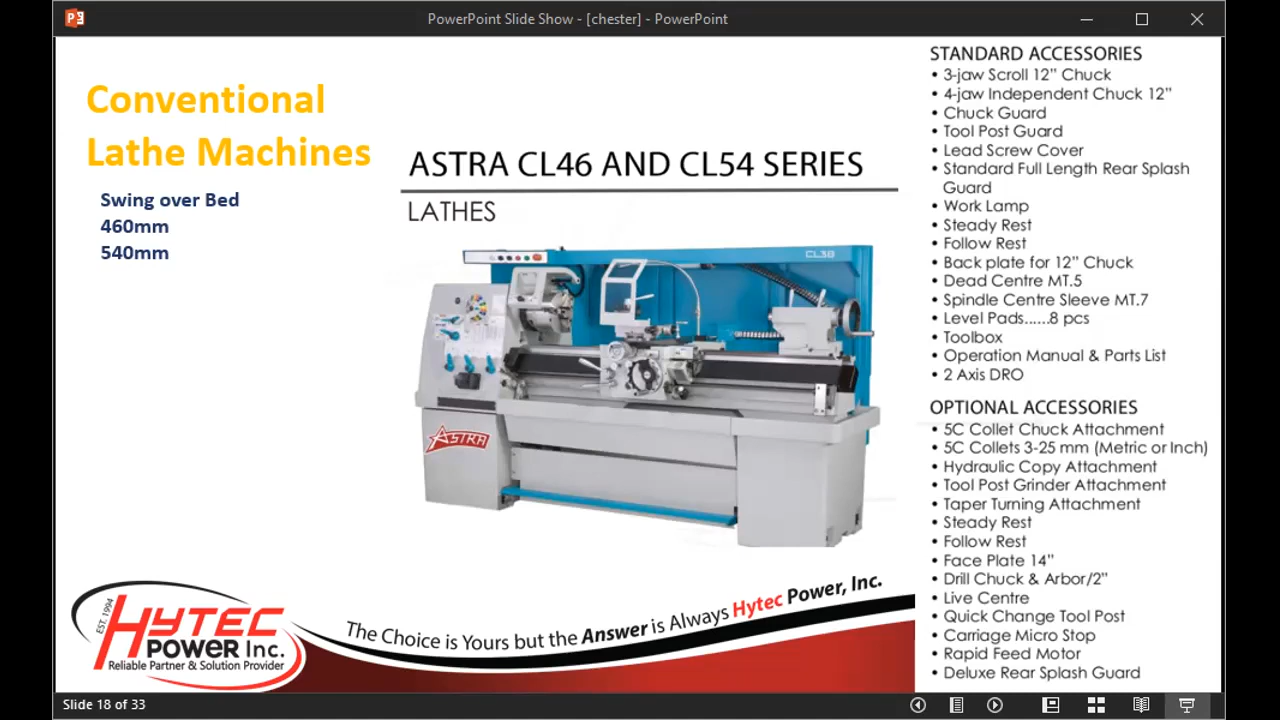 PowerPoint Slide Show - [chester] - PowerPoint
Conventional
Lathe Machines
Swing over Bed
460mm
540mm
ASTRA CL46 AND CL54 SERIES
LATHES
CL38
ASTRA
STANDARD ACCESSORIES
• 3-jaw Scroll 12” Chuck
• 4-jaw Independent Chuck 12”
• Chuck Guard
• Tool Post Guard
• Lead Screw Cover
• Standard Full Length Rear Splash
Guard
• Work Lamp
• Steady Rest
• Follow Rest
• Back plate for 12” Chuck
• Dead Centre MT.5
• Spindle Centre Sleeve MT.7
• Level Pads......8 pcs
• Toolbox
• Operation Manual & Parts List
• 2 Axis DRO
OPTIONAL ACCESSORIES
• 5C Collet Chuck Attachment
• 5C Collets 3-25 mm (Metric or Inch)
• Hydraulic Copy Attachment
• Tool Post Grinder Attachment
• Taper Turning Attachment
• Steady Rest
• Follow Rest
• Face Plate 14”
• Drill Chuck & Arbor/2”
• Live Centre
• Quick Change Tool Post
• Carriage Micro Stop
• Rapid Feed Motor
• Deluxe Rear Splash Guard
EST. 1994
HYTEC
POWER Inc.
Reliable Partner & Solution Provider
The Choice is Yours but the Answer is Always Hytec Power, Inc.
Slide 18 of 33